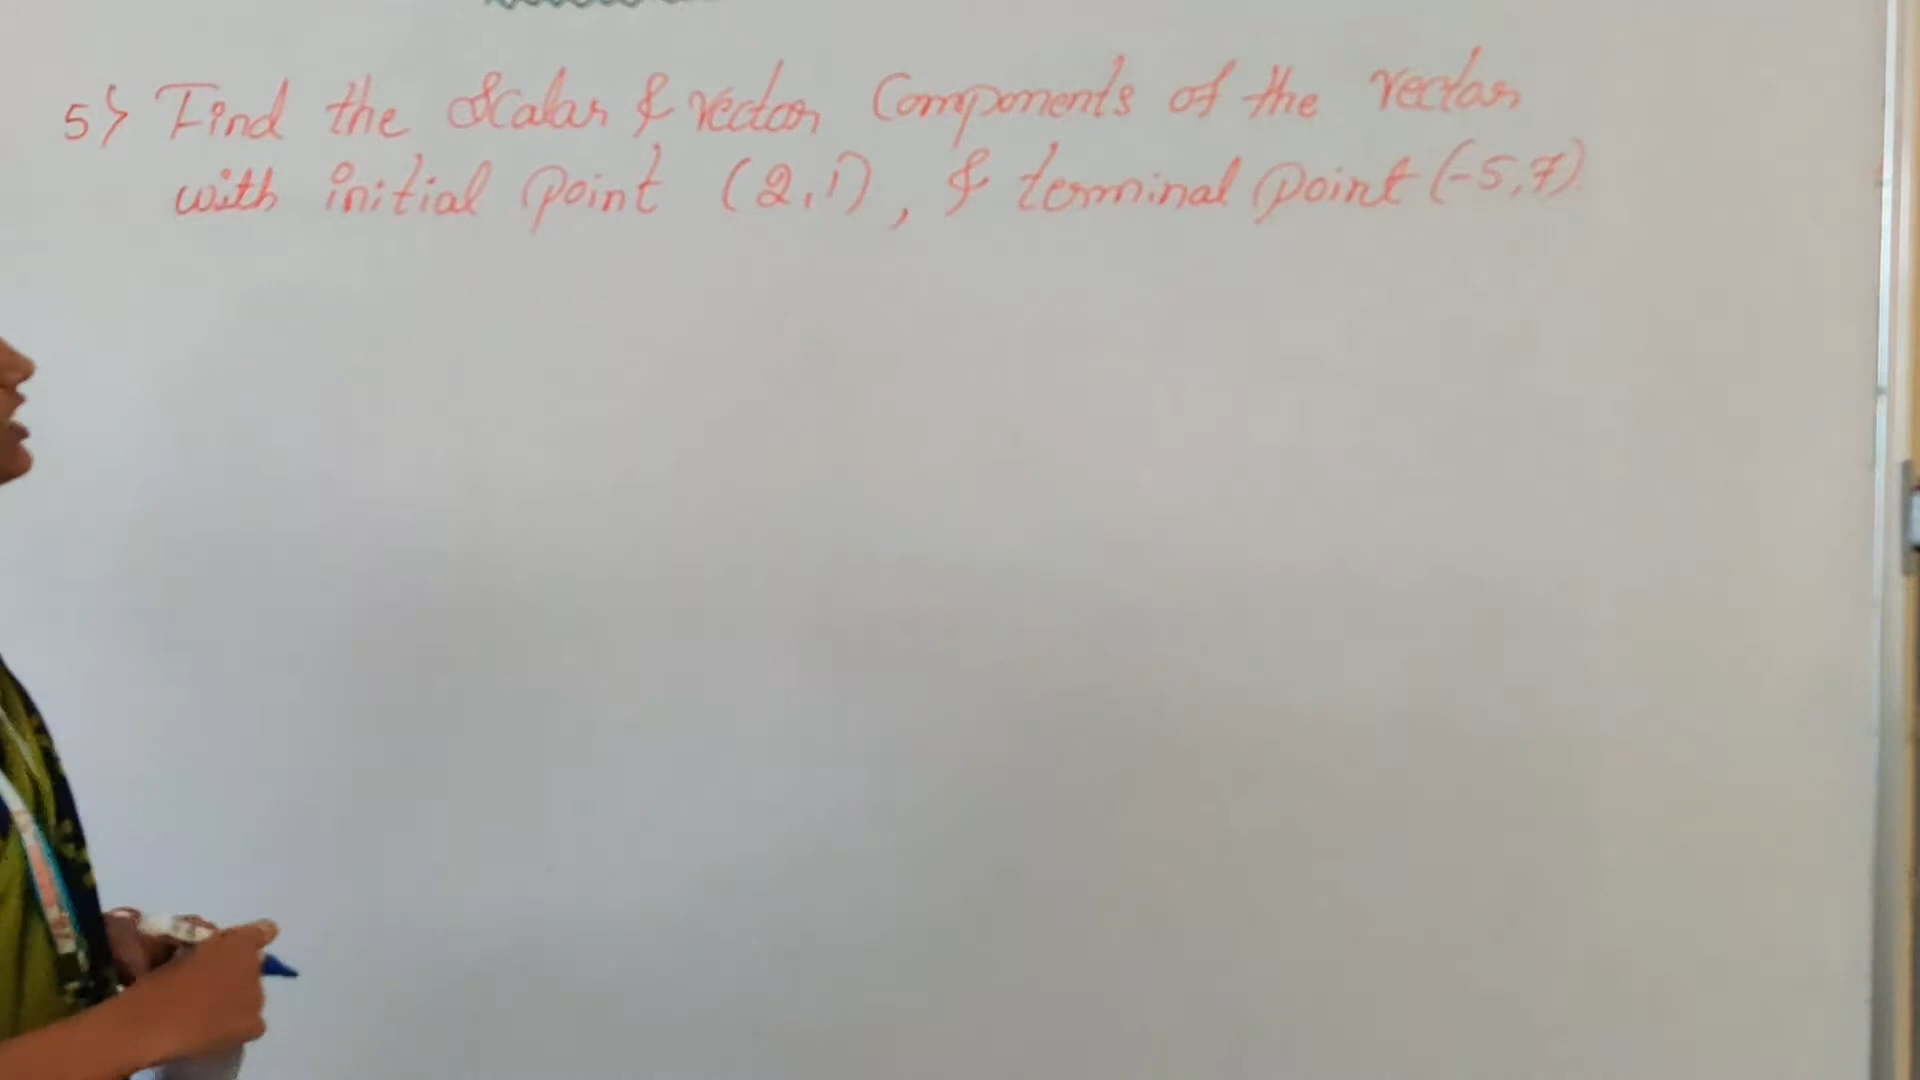 5) Find the Scalar & vector Components of the vector
with initial point (2,1), & terminal point (-5,7)